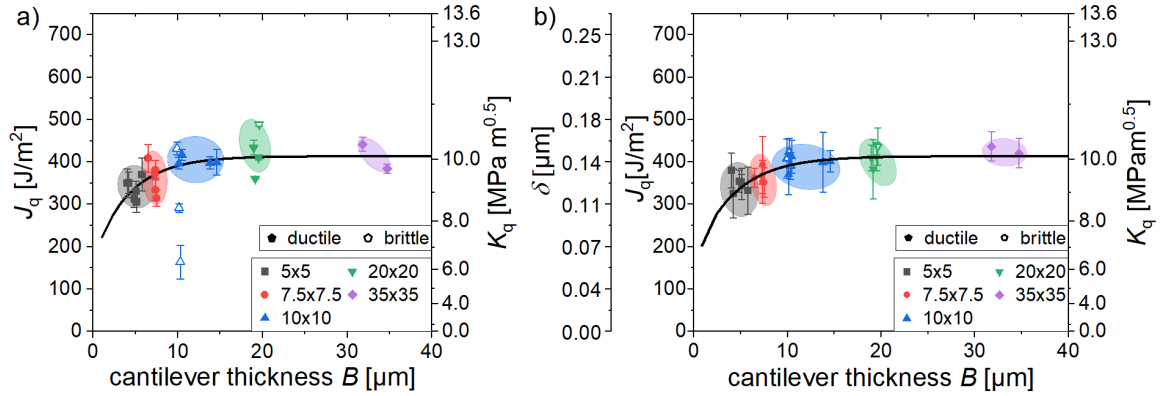 a)
J_q [J/m²]
700
600
500
400
300
200
100
0
0
10
20
30
40
cantilever thickness B [µm]
13.6
13.0
10.0
8.0
6.0
4.0
0.0
K_q [MPa m^0.5]
ductile
brittle
5x5
20x20
7.5x7.5
35x35
10x10
b)
δ [µm]
0.25
0.21
0.18
0.14
0.11
0.07
0.04
0.00
J_q [J/m²]
700
600
500
400
300
200
100
0
0
10
20
30
40
cantilever thickness B [µm]
13.6
13.0
10.0
8.0
6.0
4.0
0.0
K_q [MPam^0.5]
ductile
brittle
5x5
20x20
7.5x7.5
35x35
10x10